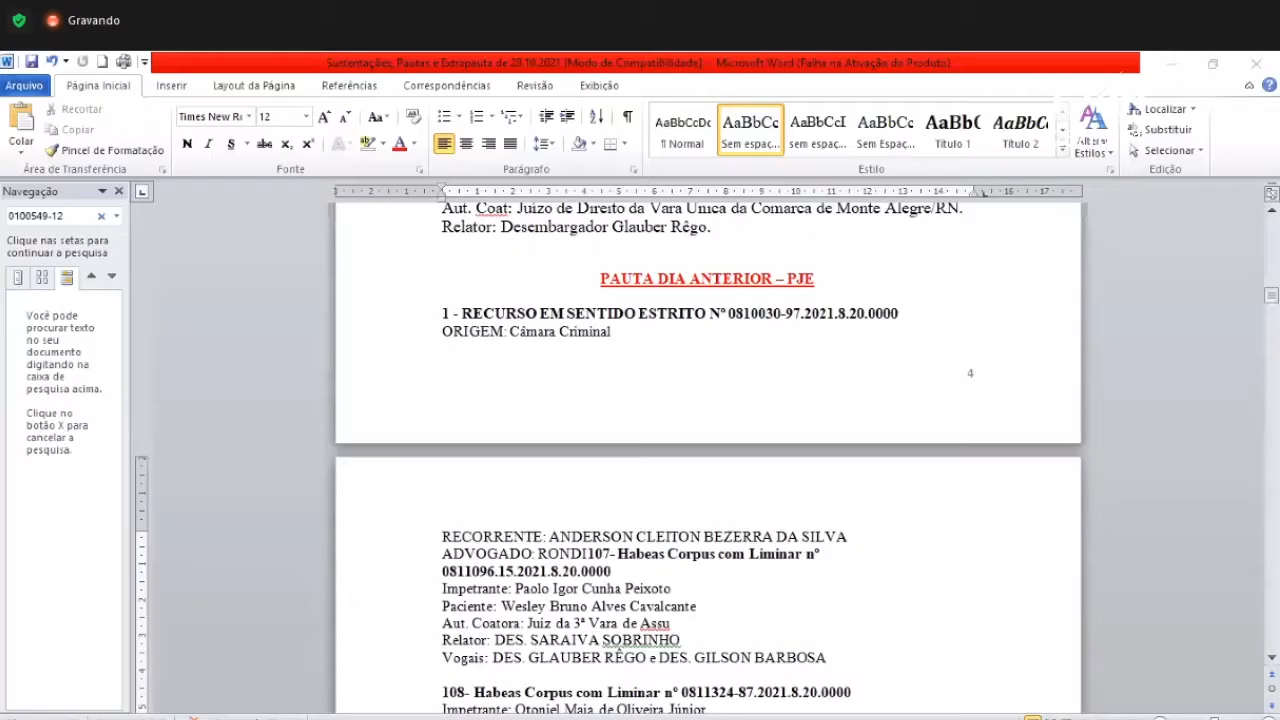 Gravando
Sustentações, Pautas e Extrapauta de 28.10.2021 [Modo de Compatibilidade] - Microsoft Word (Falha na Ativação do Produto)
Arquivo Página Inicial Inserir Layout da Página Referências Correspondências Revisão Exibição
Colar
Recortar
Copiar
Pincel de Formatação
Área de Transferência
Times New R 12
Fonte
Parágrafo
AaBbCcDc AaBbCc AaBbCcI AaBbCc AaBbC AaBbC
¶ Normal Sem espaç... sem espaç... Sem Espaç... Título 1 Título 2
Estilos
Estilo
Localizar
Substituir
Selecionar
Edição
Navegação
0100549-12
Clique nas setas para
continuar a pesquisa
Você pode
procurar texto
no seu
documento
digitando na
caixa de
pesquisa acima.
Clique no
botão X para
cancelar a
pesquisa.
Aut. Coat: Juízo de Direito da Vara Única da Comarca de Monte Alegre/RN.
Relator: Desembargador Glauber Rêgo.
PAUTA DIA ANTERIOR – PJE
1 - RECURSO EM SENTIDO ESTRITO Nº 0810030-97.2021.8.20.0000
ORIGEM: Câmara Criminal
4
RECORRENTE: ANDERSON CLEITON BEZERRA DA SILVA
ADVOGADO: RONDI107- Habeas Corpus com Liminar nº
0811096.15.2021.8.20.0000
Impetrante: Paolo Igor Cunha Peixoto
Paciente: Wesley Bruno Alves Cavalcante
Aut. Coatora: Juiz da 3ª Vara de Assu
Relator: DES. SARAIVA SOBRINHO
Vogais: DES. GLAUBER RÊGO e DES. GILSON BARBOSA
108- Habeas Corpus com Liminar nº 0811324-87.2021.8.20.0000
Impetrante: Otoniel Maia de Oliveira Júnior